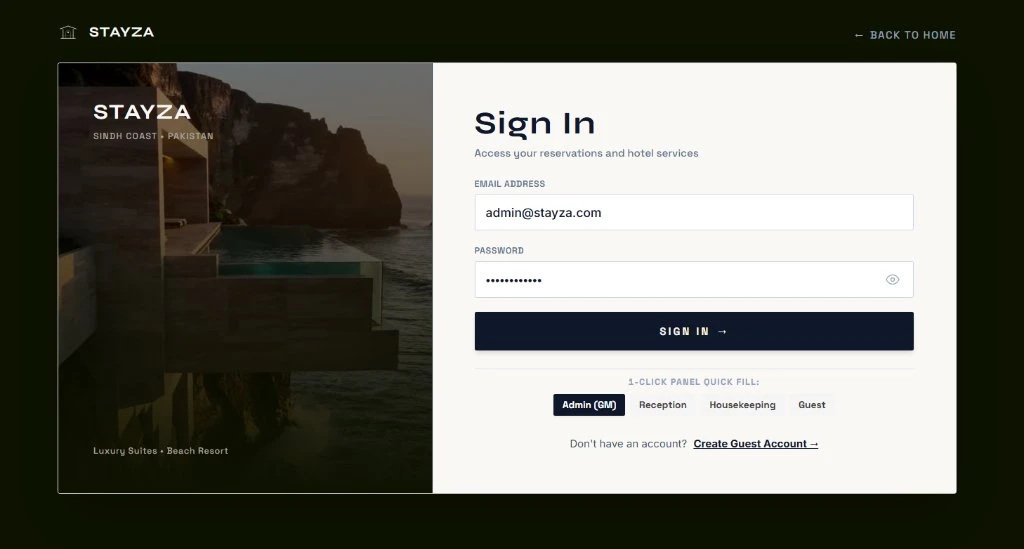 STAYZA
← BACK TO HOME
STAYZA
SINDH COAST • PAKISTAN
Luxury Suites • Beach Resort
Sign In
Access your reservations and hotel services
EMAIL ADDRESS
admin@stayza.com
PASSWORD
••••••••••••
SIGN IN →
1-CLICK PANEL QUICK FILL:
Admin (GM) Reception Housekeeping Guest
Don't have an account? Create Guest Account →